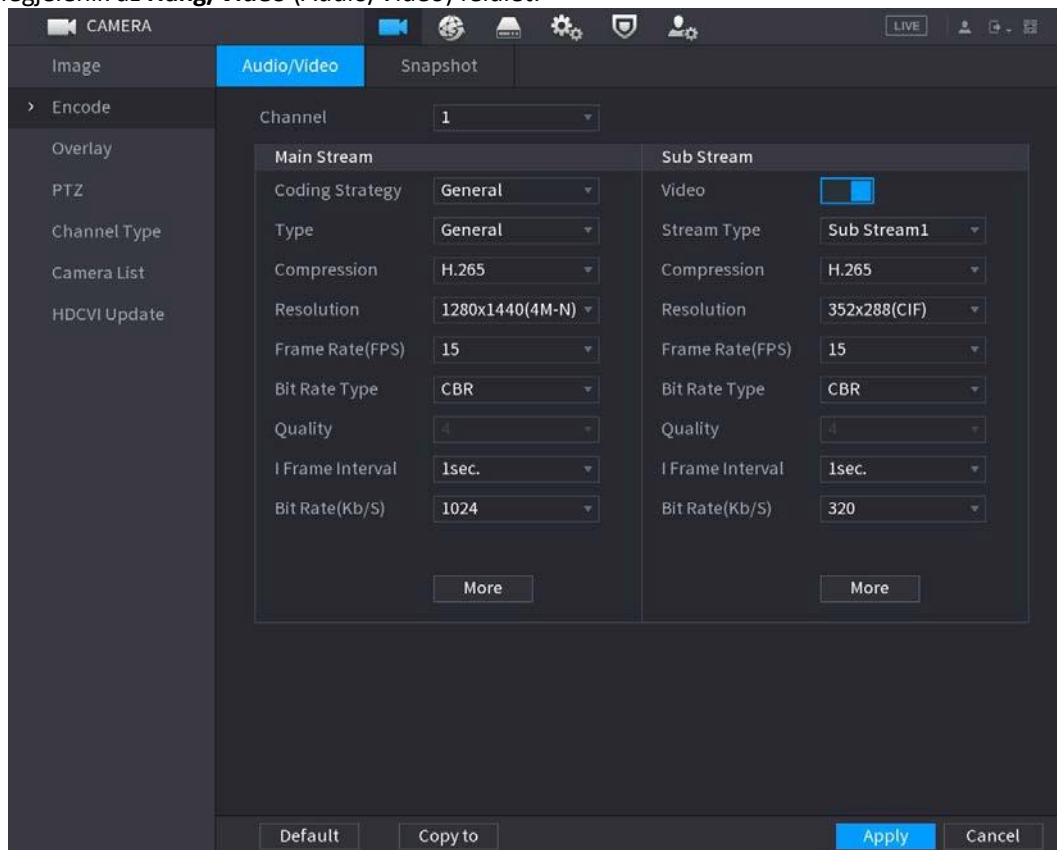 CAMERA LIVE
Image Audio/Video Snapshot
Encode Channel 1
Overlay Main Stream Sub Stream
PTZ Coding Strategy General Video
Channel Type Type General Stream Type Sub Stream1
Camera List Compression H.265 Compression H.265
HDCVI Update Resolution 1280x1440(4M-N) Resolution 352x288(CIF)
Frame Rate(FPS) 15 Frame Rate(FPS) 15
Bit Rate Type CBR Bit Rate Type CBR
Quality 4 Quality 4
I Frame Interval 1sec. I Frame Interval 1sec.
Bit Rate(Kb/S) 1024 Bit Rate(Kb/S) 320
More More
Default Copy to Apply Cancel